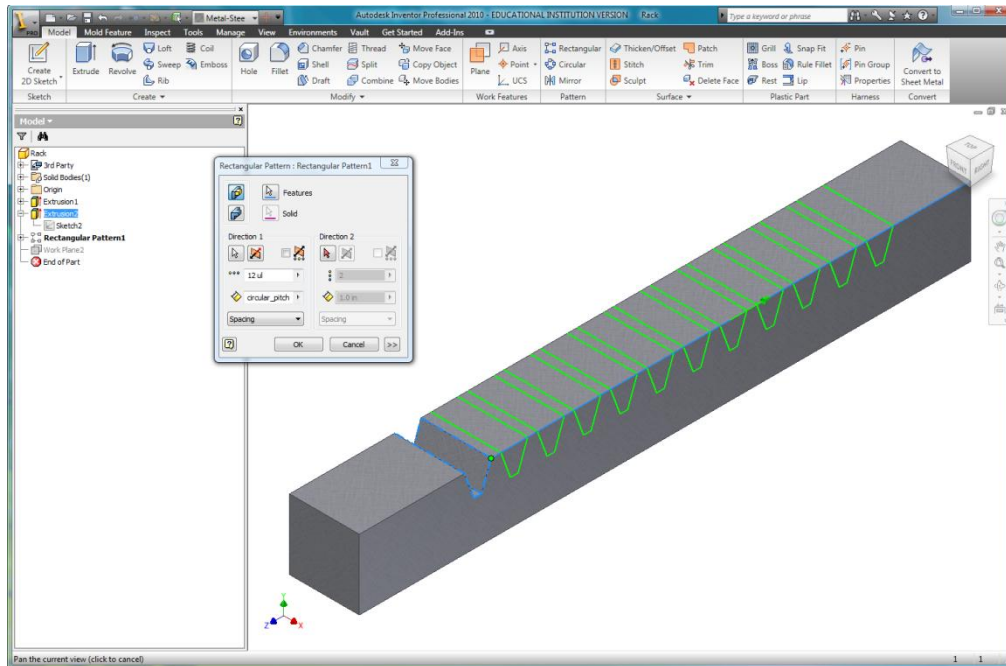 Metal-Stee
Autodesk Inventor Professional 2010 - EDUCATIONAL INSTITUTION VERSION Rack
Type a keyword or phrase
PRO Model Mold Feature Inspect Tools Manage View Environments Vault Get Started Add-Ins
Create 2D Sketch
Extrude Revolve
Loft Coil
Sweep Emboss
Rib
Hole Fillet
Chamfer Thread Move Face
Shell Split Copy Object
Draft Combine Move Bodies
Plane
Axis
Point
UCS
Rectangular
Circular
Mirror
Thicken/Offset Patch
Stitch Trim
Sculpt Delete Face
Grill Snap Fit
Boss Rule Fillet
Rest Lip
Pin
Pin Group
Properties
Convert to Sheet Metal
Sketch Create Modify Work Features Pattern Surface Plastic Part Harness Convert
Model
Rack
3rd Party
Solid Bodies(1)
Origin
Extrusion1
Extrusion2
Sketch2
Rectangular Pattern1
Work Plane2
End of Part
Rectangular Pattern : Rectangular Pattern1
Features
Solid
Direction 1 Direction 2
12 ul 2
circular_pitch 1.0 in
Spacing Spacing
? OK Cancel >>
TOP
FRONT RIGHT
Y
Z X
Pan the current view (click to cancel) 1 1